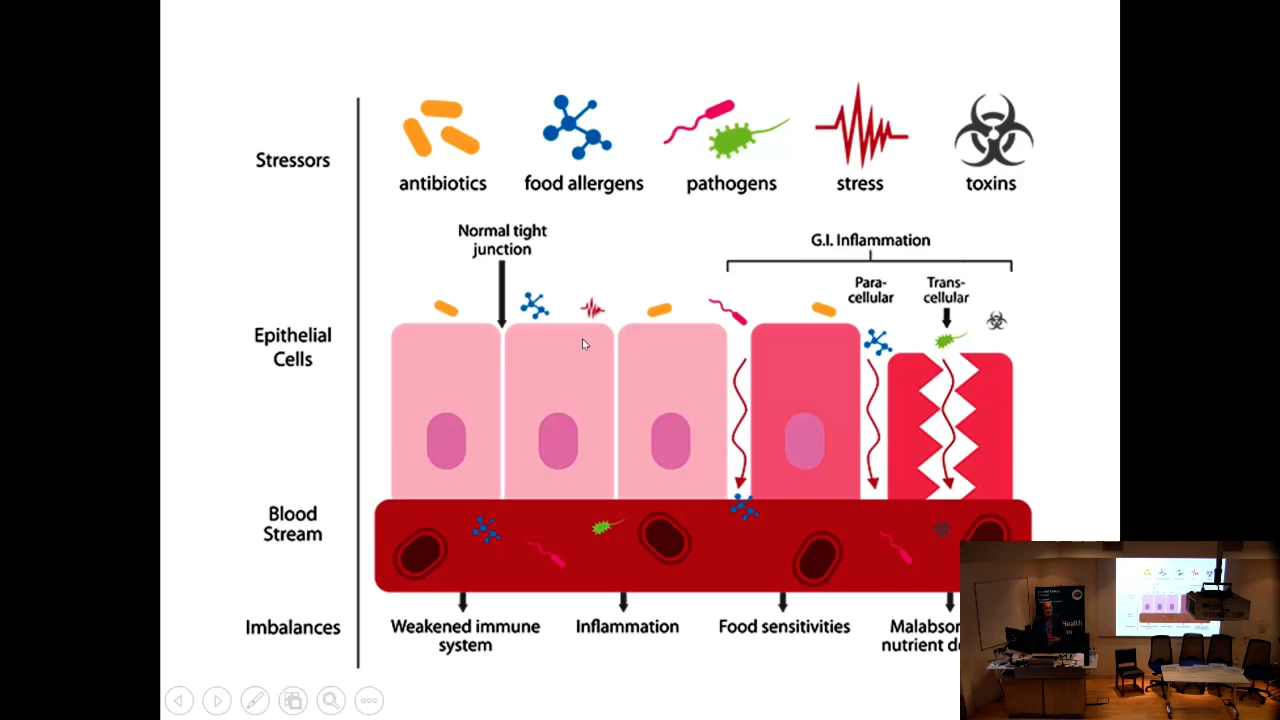 Stressors
antibiotics
food allergens
pathogens
stress
toxins
Normal tight
junction
G.I. Inflammation
Para-
cellular
Trans-
cellular
Epithelial
Cells
Blood
Stream
Imbalances
Weakened immune
system
Inflammation
Food sensitivities
Malabsor
nutrient d
Health